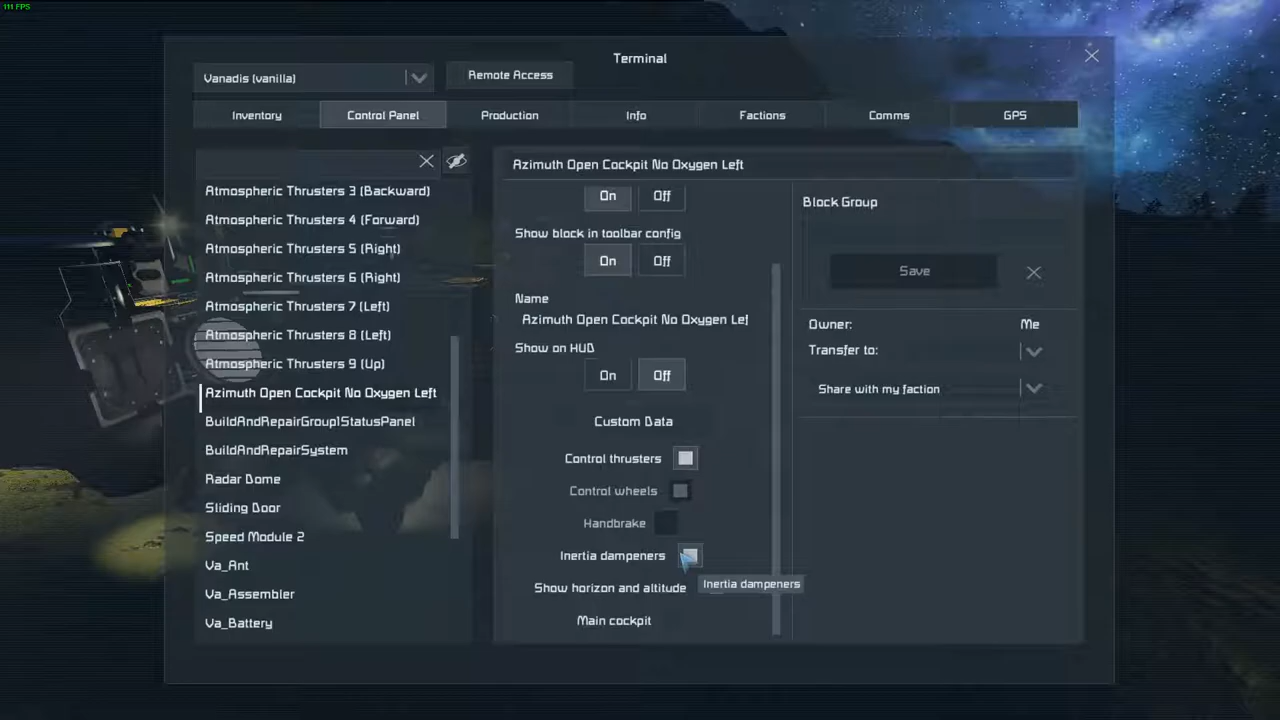 111 FPS
Terminal
Vanadis (vanilla)
Remote Access
Inventory
Control Panel
Production
Info
Factions
Comms
GPS
Atmospheric Thrusters 3 (Backward)
Atmospheric Thrusters 4 (Forward)
Atmospheric Thrusters 5 (Right)
Atmospheric Thrusters 6 (Right)
Atmospheric Thrusters 7 (Left)
Atmospheric Thrusters 8 (Left)
Atmospheric Thrusters 9 (Up)
Azimuth Open Cockpit No Oxygen Left
BuildAndRepairGroup1StatusPanel
BuildAndRepairSystem
Radar Dome
Sliding Door
Speed Module 2
Va_Ant
Va_Assembler
Va_Battery
Azimuth Open Cockpit No Oxygen Left
On Off
Show block in toolbar config
On Off
Name
Azimuth Open Cockpit No Oxygen Lef
Show on HUD
On Off
Custom Data
Control thrusters
Control wheels
Handbrake
Inertia dampeners
Inertia dampeners
Show horizon and altitude
Main cockpit
Block Group
Save
Owner: Me
Transfer to:
Share with my faction